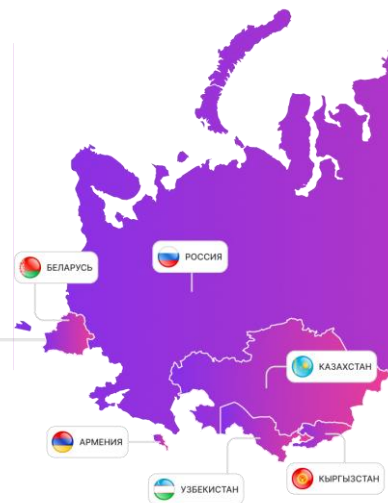 РОССИЯ
БЕЛАРУСЬ
КАЗАХСТАН
АРМЕНИЯ
КЫРГЫЗСТАН
УЗБЕКИСТАН